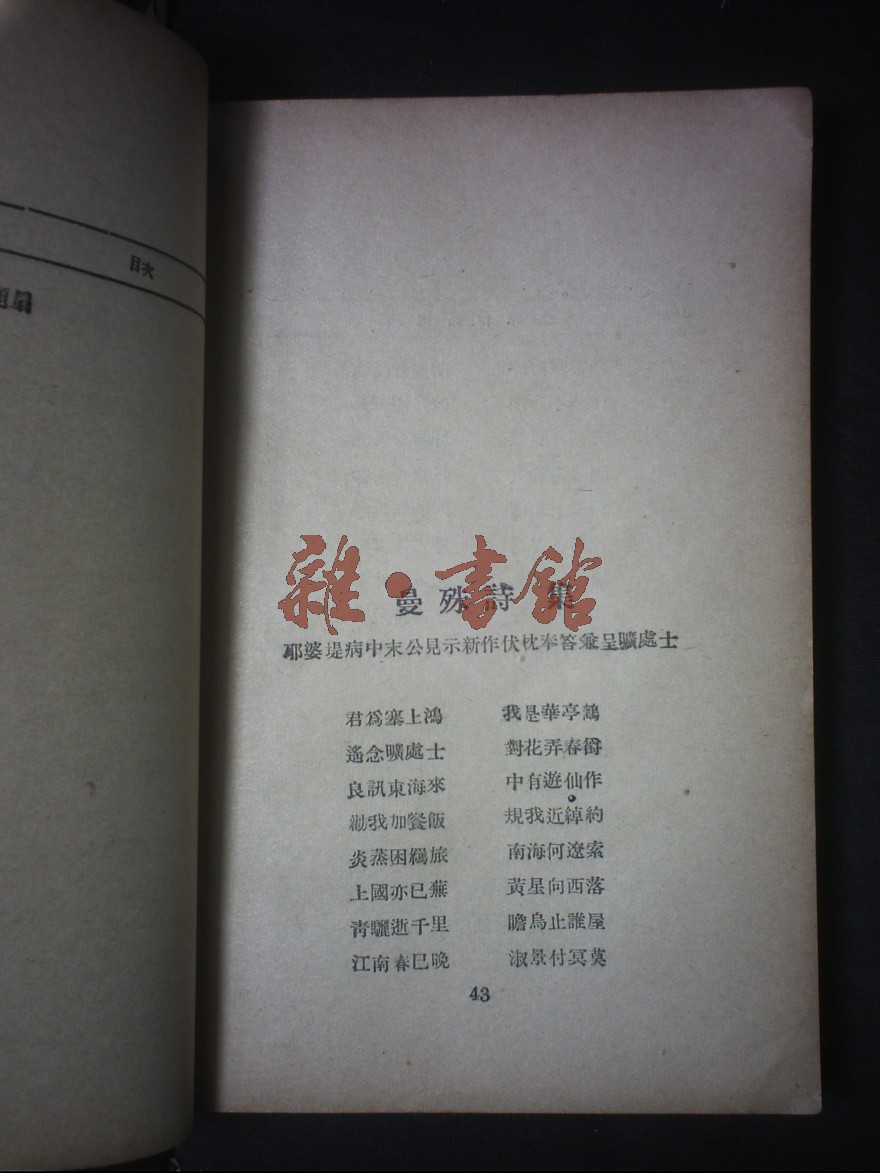 目次
題扇
雜·書館
曼殊詩集
耶婆堤病中末公見示新作伏枕奉答兼呈曠處士
君爲塞上鴻 我是華亭鶴
遙念曠處士 對花弄春爵
良訊東海來 中有遊仙作
勸我加餐飯 規我近綽約
炎蒸困羈旅 南海何遼索
上國亦已蕪 黃星向西落
青驪逝千里 瞻烏止誰屋
江南春已晚 淑景付冥莫
43